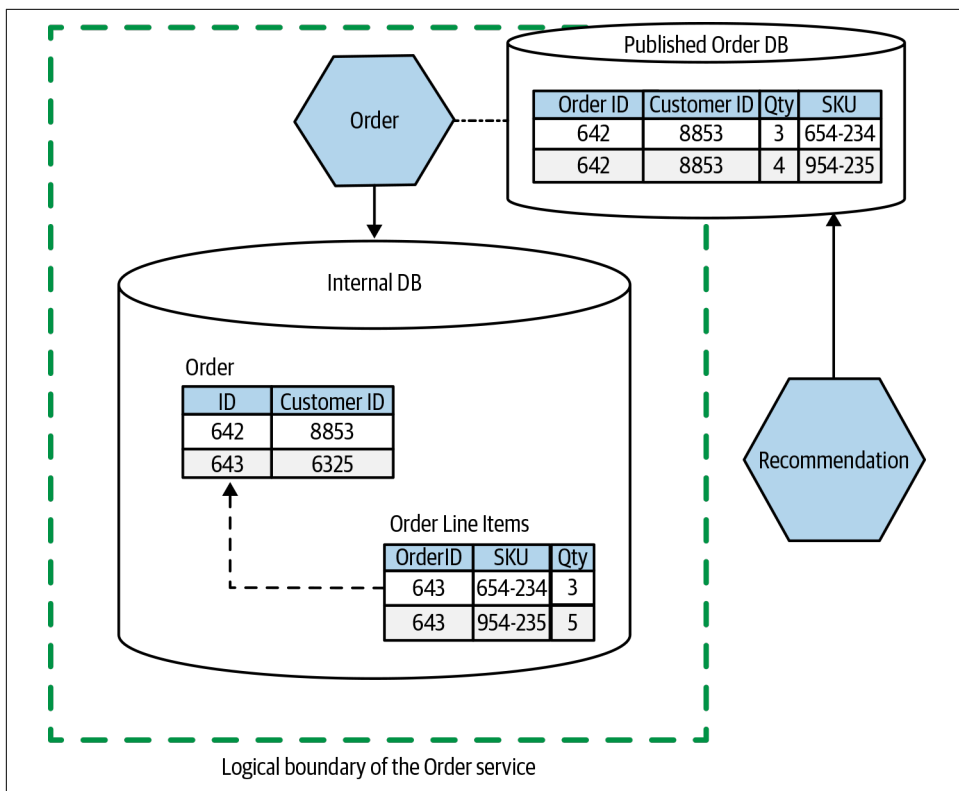 Published Order DB
Order ID Customer ID Qty SKU
642 8853 3 654-234
642 8853 4 954-235
Order
Internal DB
Order
ID Customer ID
642 8853
643 6325
Order Line Items
OrderID SKU Qty
643 654-234 3
643 954-235 5
Recommendation
Logical boundary of the Order service